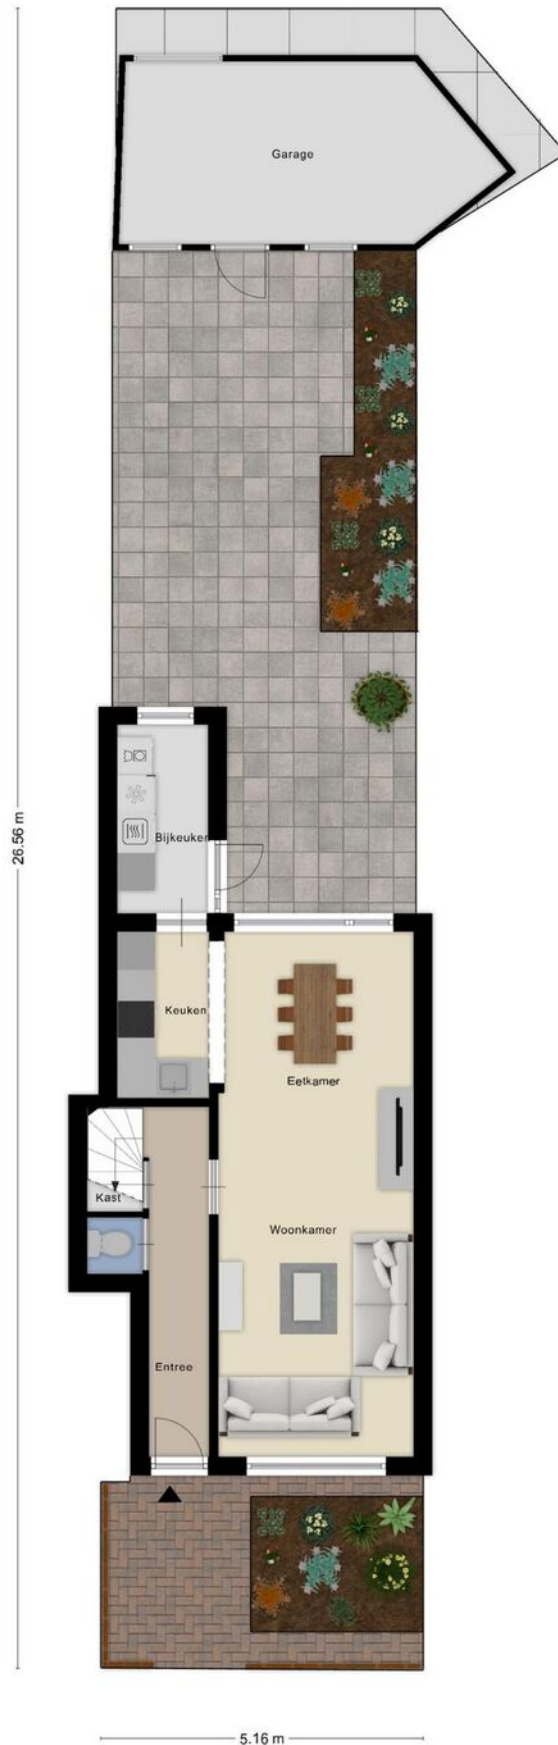 Garage
26.56 m
Bijkeuken
Keuken
Eetkamer
Kast
Woonkamer
Entree
5.16 m